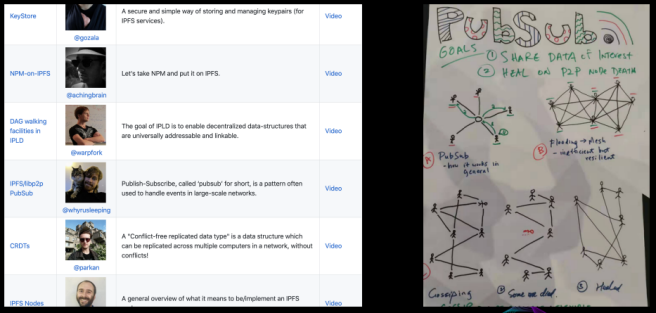 KeyStore
@gozala
A secure and simple way of storing and managing keypairs (for
IPFS services).
Video
NPM-on-IPFS
@achingbrain
Let's take NPM and put it on IPFS.
Video
DAG walking
facilities in
IPLD
@warpfork
The goal of IPLD is to enable decentralized data-structures that
are universally addressable and linkable.
Video
IPFS/libp2p
PubSub
@whyrusleeping
Publish-Subscribe, called 'pubsub' for short, is a pattern often
used to handle events in large-scale networks.
Video
CRDTs
@parkan
A "Conflict-free replicated data type" is a data structure which
can be replicated across multiple computers in a network, without
conflicts!
Video
IPFS Nodes
A general overview of what it means to be/implement an IPFS
Video
PubSub
GOALS
① SHARE DATA of INTEREST
② HEAL ON P2P NODE DEATH
A PubSub
- how it works in
general
B Flooding → Mesh
- inefficient but
resilient
C
Gossiping
② Some we dead.
③ Healed